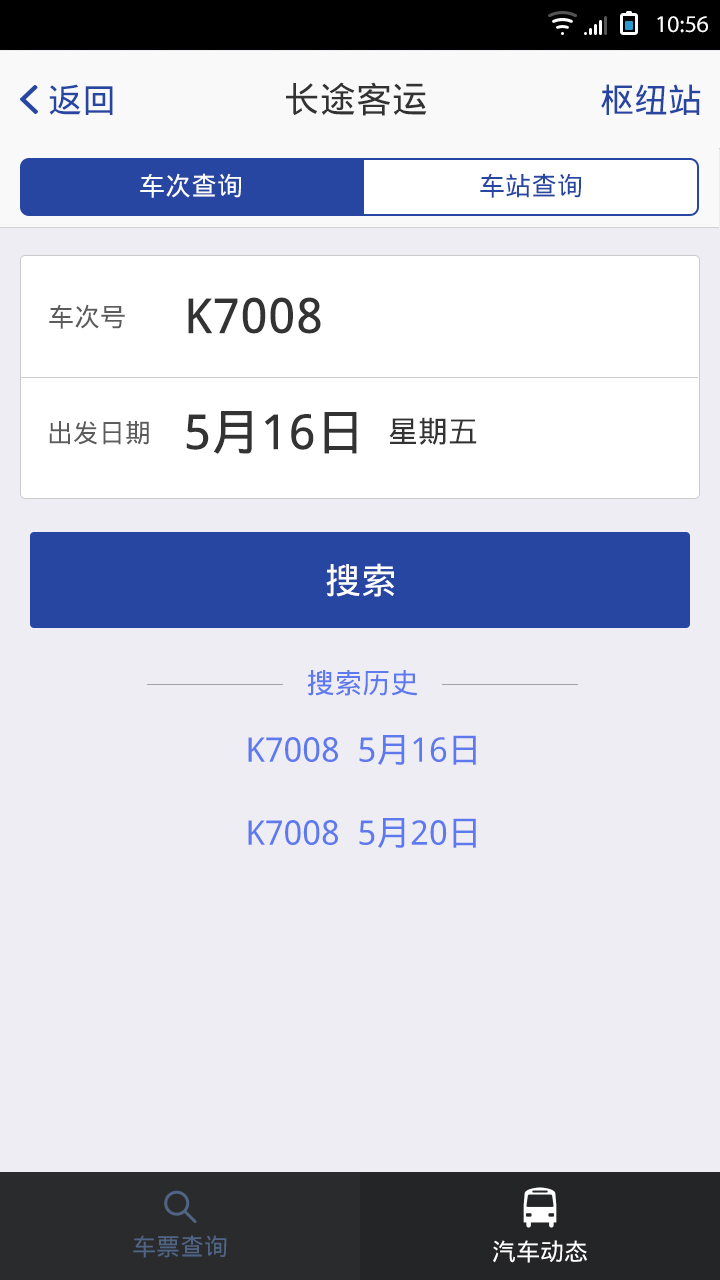 10:56
返回 长途客运 枢纽站
车次查询 车站查询
车次号 K7008
出发日期 5月16日 星期五
搜索
搜索历史
K7008 5月16日
K7008 5月20日
车票查询 汽车动态